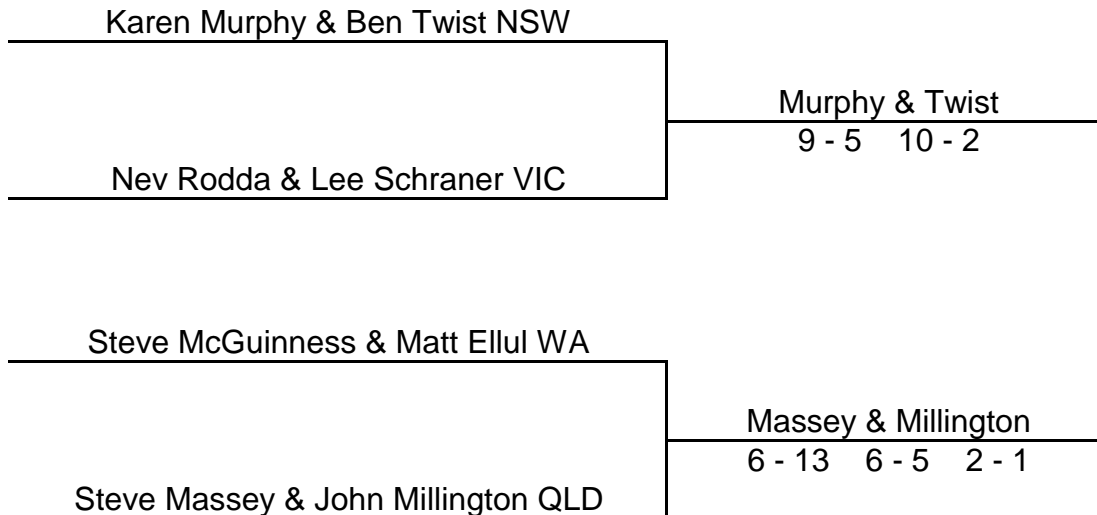 Karen Murphy & Ben Twist NSW
Murphy & Twist
9 - 5 10 - 2
Nev Rodda & Lee Schraner VIC
Steve McGuinness & Matt Ellul WA
Massey & Millington
6 - 13 6 - 5 2 - 1
Steve Massey & John Millington QLD